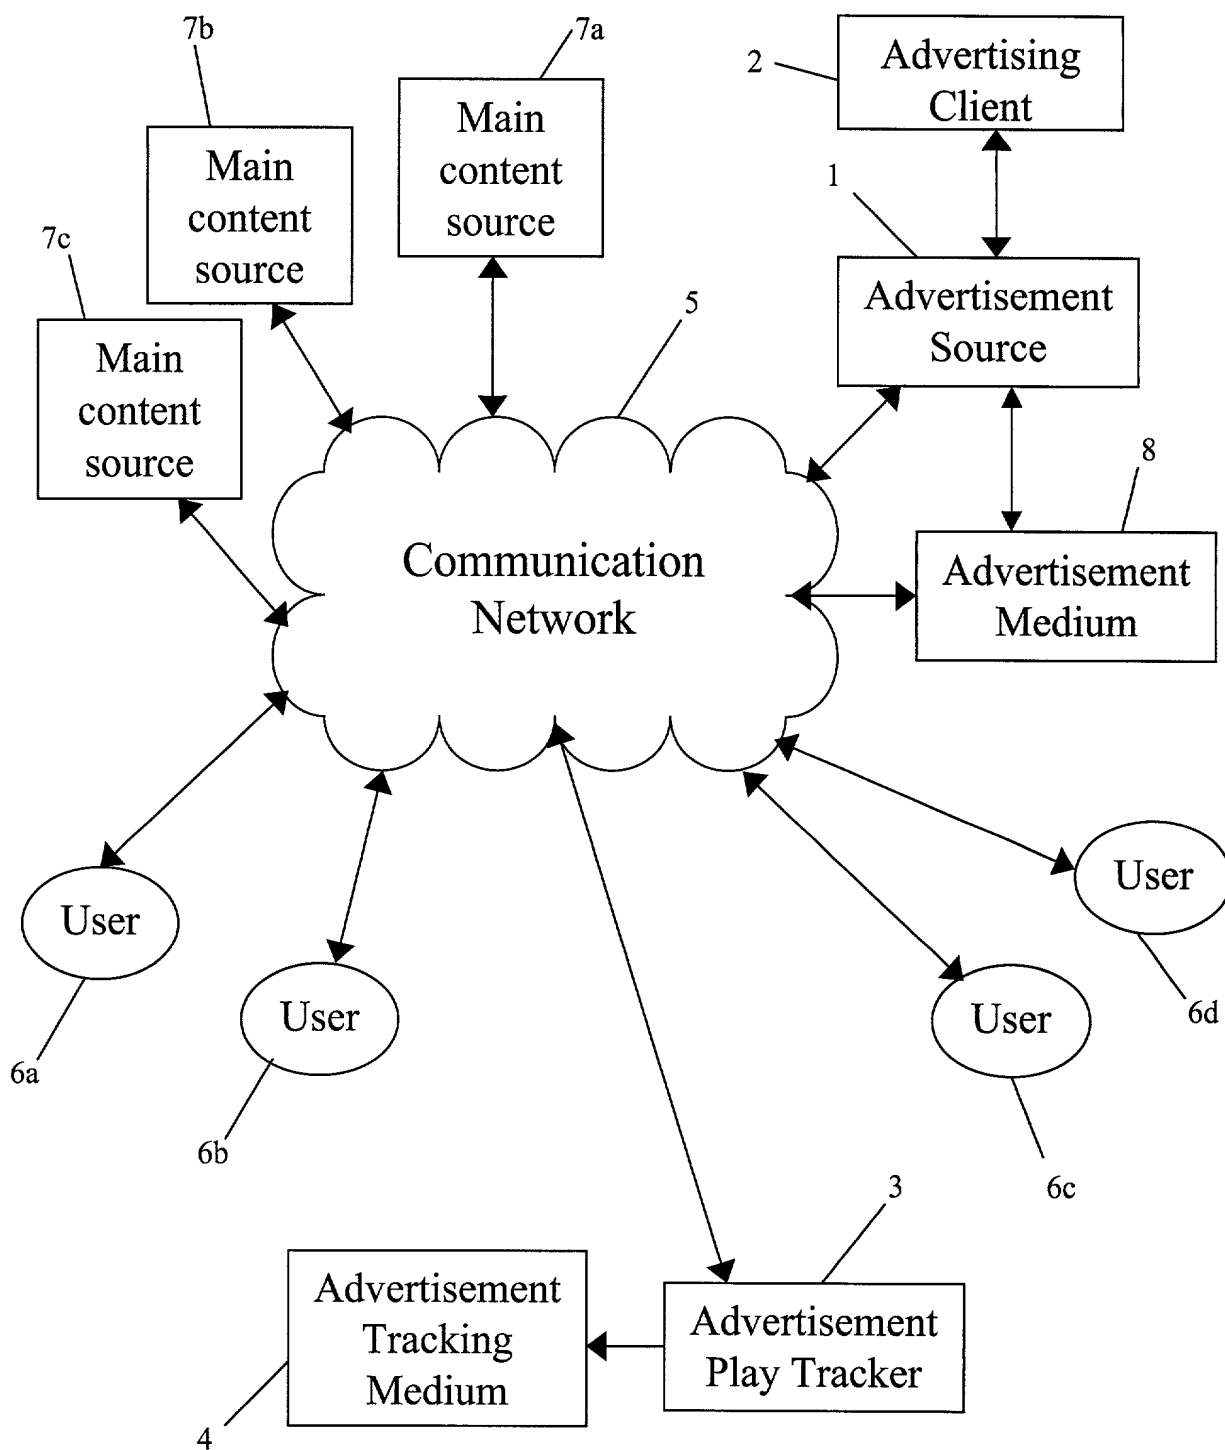 7b
7a
2
Advertising
Client
Main
content
source
Main
content
source
1
7c
Advertisement
Source
5
Main
content
source
8
Communication
Network
Advertisement
Medium
User
User
User
User
6a
6b
6c
6d
3
Advertisement
Tracking
Medium
Advertisement
Play Tracker
4